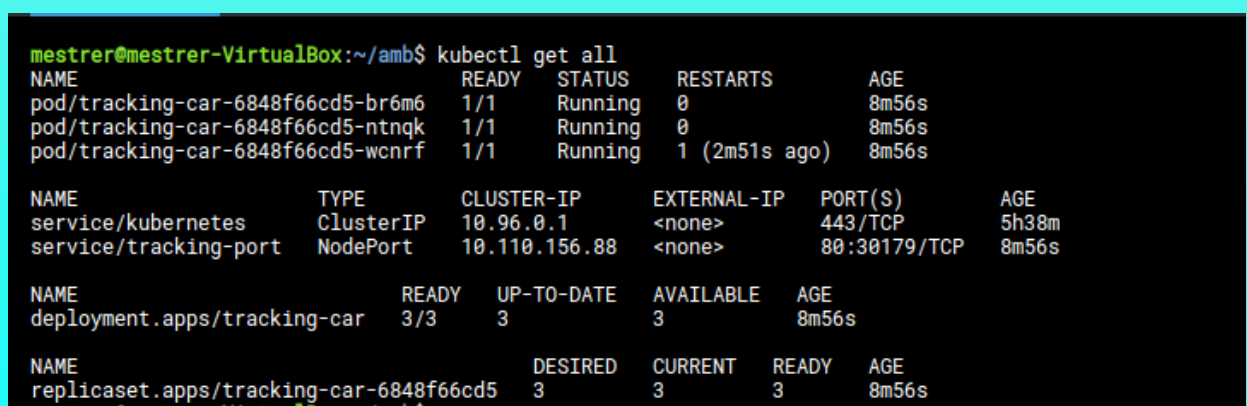 mestrer@mestrer-VirtualBox:~/amb$ kubectl get all
NAME READY STATUS RESTARTS AGE
pod/tracking-car-6848f66cd5-br6m6 1/1 Running 0 8m56s
pod/tracking-car-6848f66cd5-ntnqk 1/1 Running 0 8m56s
pod/tracking-car-6848f66cd5-wcnrf 1/1 Running 1 (2m51s ago) 8m56s
NAME TYPE CLUSTER-IP EXTERNAL-IP PORT(S) AGE
service/kubernetes ClusterIP 10.96.0.1 <none> 443/TCP 5h38m
service/tracking-port NodePort 10.110.156.88 <none> 80:30179/TCP 8m56s
NAME READY UP-TO-DATE AVAILABLE AGE
deployment.apps/tracking-car 3/3 3 3 8m56s
NAME DESIRED CURRENT READY AGE
replicaset.apps/tracking-car-6848f66cd5 3 3 3 8m56s